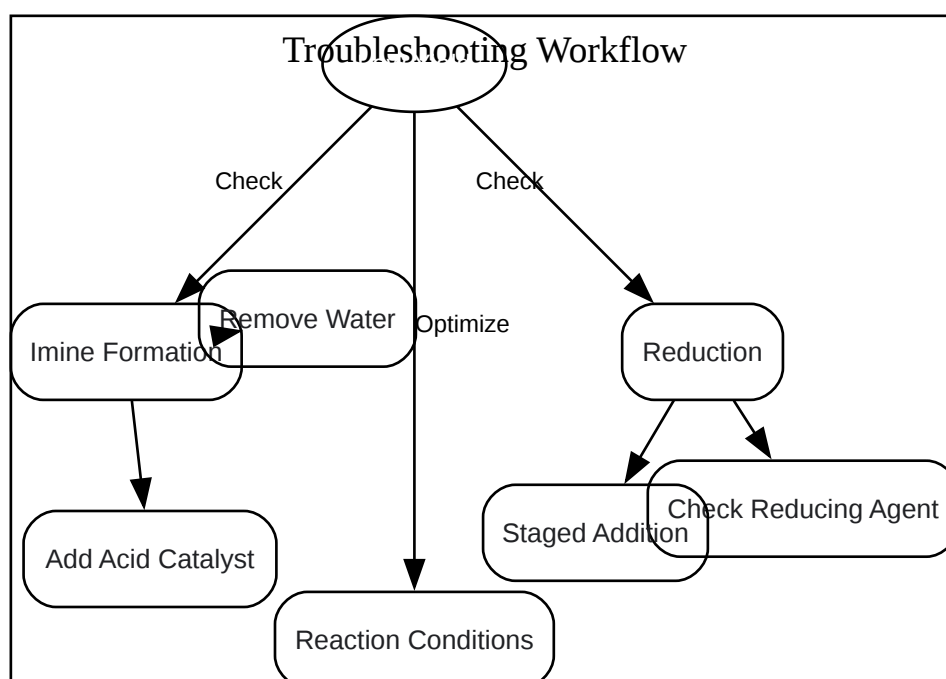 Troubleshooting Workflow
Check
Check
Remove Water
Optimize
Imine Formation
Reduction
Check Reducing Agent
Staged Addition
Add Acid Catalyst
Reaction Conditions